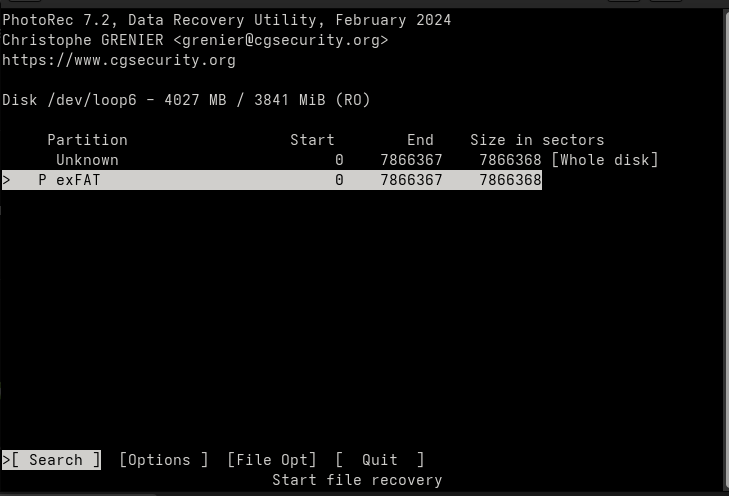 PhotoRec 7.2, Data Recovery Utility, February 2024
Christophe GRENIER <grenier@cgsecurity.org>
https://www.cgsecurity.org
Disk /dev/loop6 - 4027 MB / 3841 MiB (RO)
Partition Start End Size in sectors
Unknown 0 7866367 7866368 [Whole disk]
> P exFAT 0 7866367 7866368
>[ Search ] [Options ] [File Opt] [ Quit ]
Start file recovery